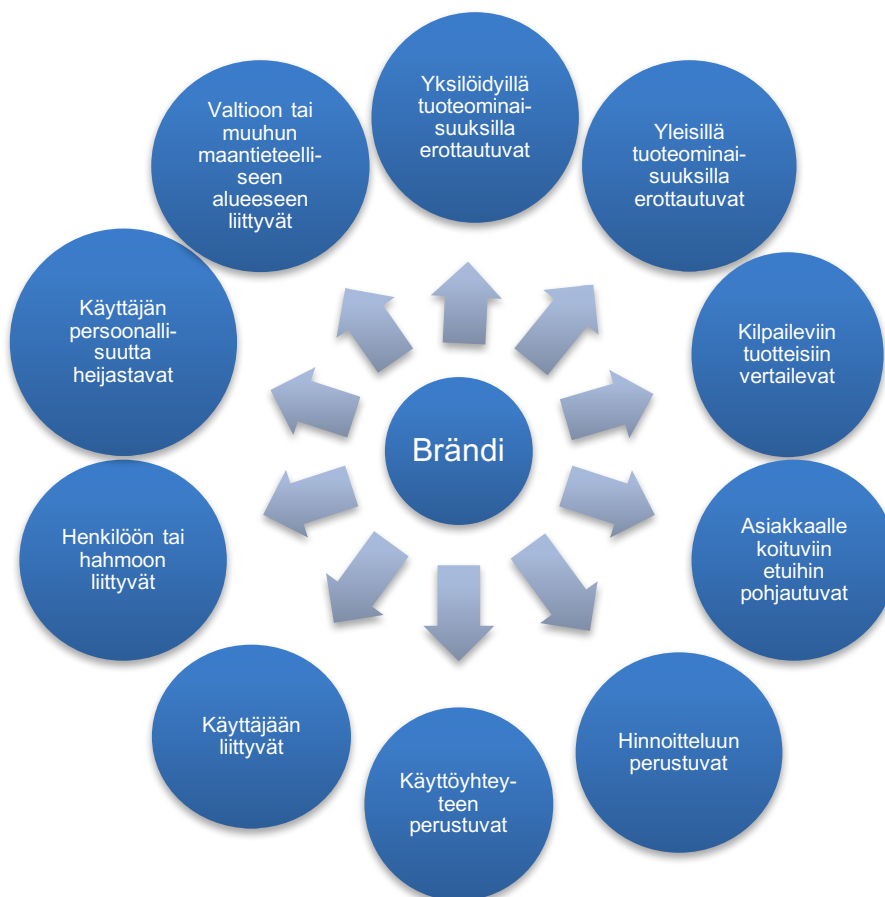 Yksilöidyillä
tuoteominai-
suuksilla
erottautuvat
Yleisillä
tuoteominai-
suuksilla
erottautuvat
Kilpaileviin
tuotteisiin
vertailevat
Asiakkaalle
koituviin
etuihin
pohjautuvat
Hinnoitteluun
perustuvat
Käyttöyhtey-
teen
perustuvat
Käyttäjään
liittyvät
Henkilöön tai
hahmoon
liittyvät
Käyttäjän
persoonalli-
suutta
heijastavat
Valtioon tai
muuhun
maantieteelli-
seen
alueeseen
liittyvät
Brändi